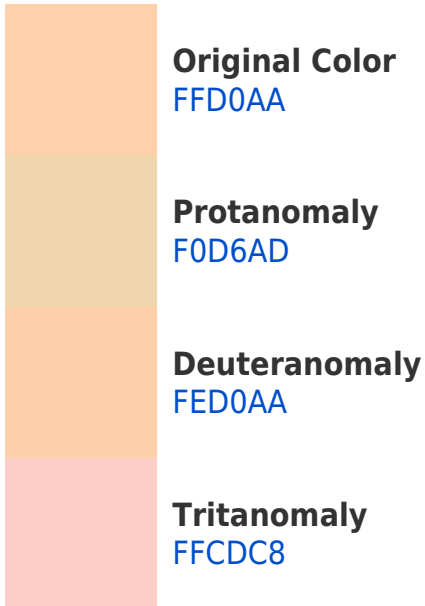 Original Color
FFD0AA
Protanomaly
F0D6AD
Deuteranomaly
FED0AA
Tritanomaly
FFCDC8